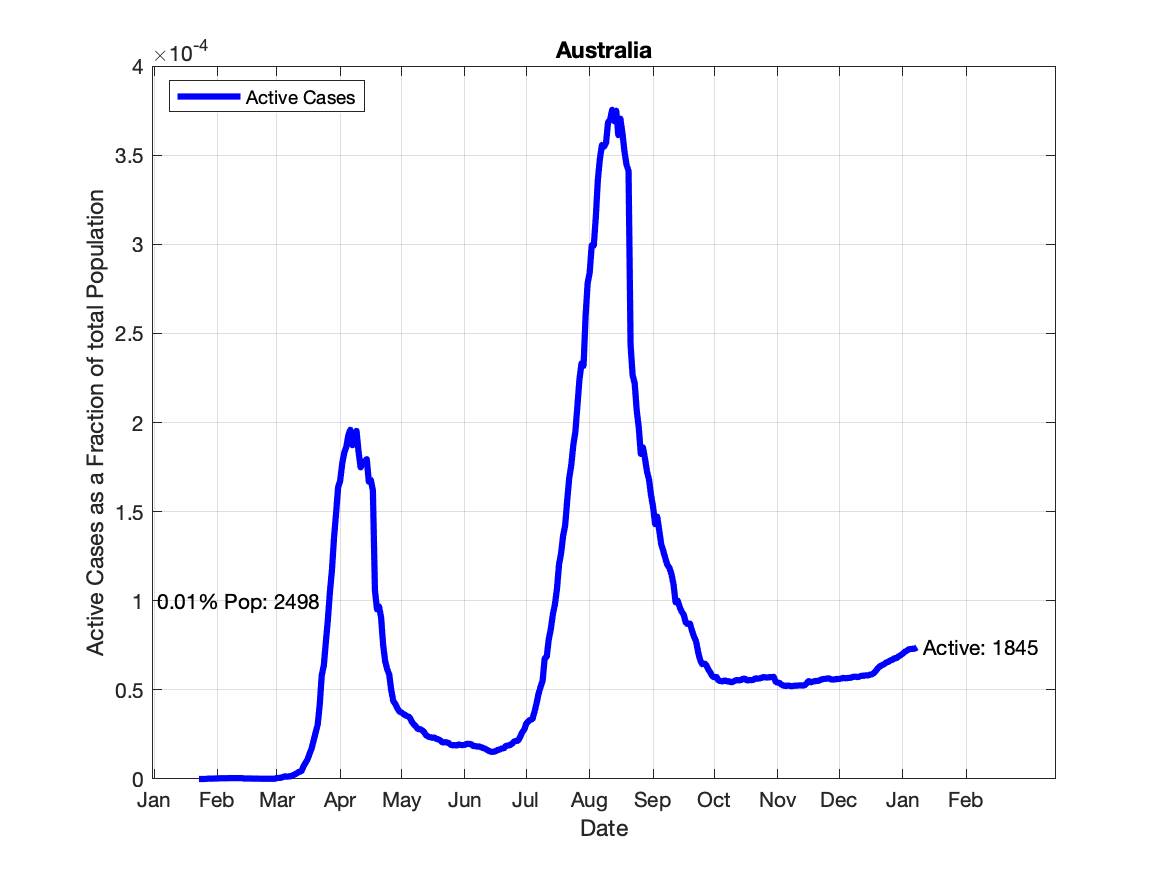 Australia
×10-4
4
3.5
3
2.5
2
1.5
1
0.5
0
Active Cases
Active Cases as a Fraction of total Population
0.01% Pop: 2498
Active: 1845
Jan Feb Mar Apr May Jun Jul Aug Sep Oct Nov Dec Jan Feb
Date